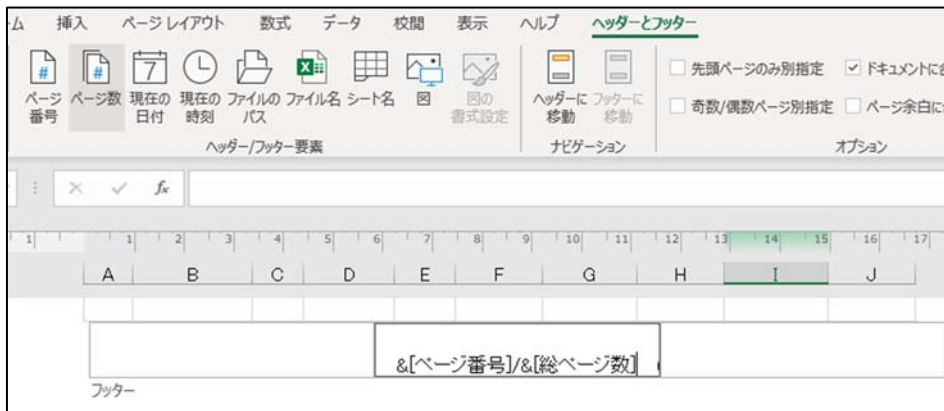 ム 挿入 ページ レイアウト 数式 データ 校閲 表示 ヘルプ ヘッダーとフッター
# # 7
ページ番号 ページ数 現在の日付 現在の時刻 ファイルのパス ファイル名 シート名 図 図の書式設定 ヘッダーに移動 フッターに移動
先頭ページのみ別指定 ドキュメントに合
奇数/偶数ページ別指定 ページ余白に
ヘッダー/フッター要素 ナビゲーション オプション
fx
1 1 2 3 4 5 6 7 8 9 10 11 12 13 14 15 16 17
A B C D E F G H I J
&[ページ番号]/&[総ページ数]
フッター